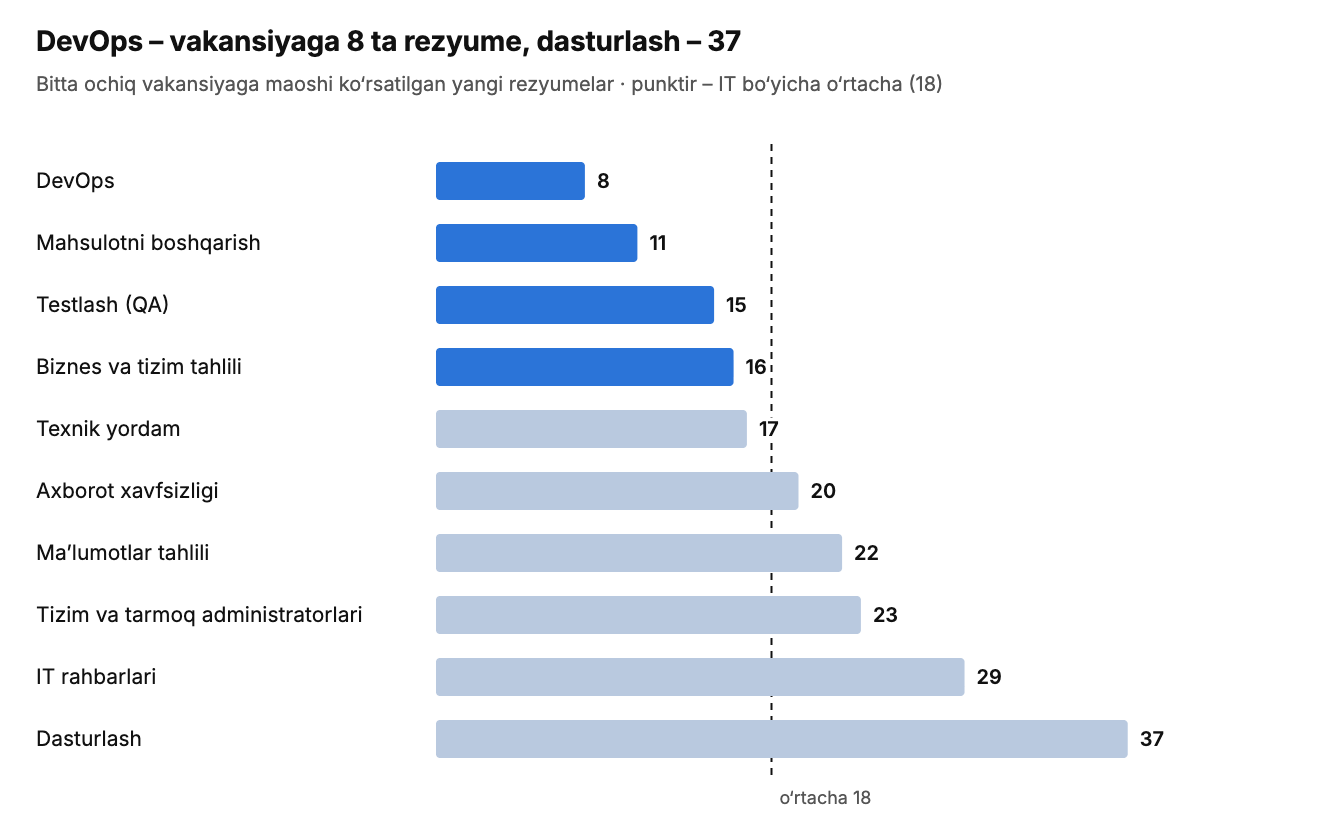 DevOps – vakansiyaga 8 ta rezyume, dasturlash – 37
Bitta ochiq vakansiyaga maoshi koʻrsatilgan yangi rezyumelar · punktir – IT boʻyicha oʻrtacha (18)
DevOps 8
Mahsulotni boshqarish 11
Testlash (QA) 15
Biznes va tizim tahlili 16
Texnik yordam 17
Axborot xavfsizligi 20
Maʼlumotlar tahlili 22
Tizim va tarmoq administratorlari 23
IT rahbarlari 29
Dasturlash 37
oʻrtacha 18